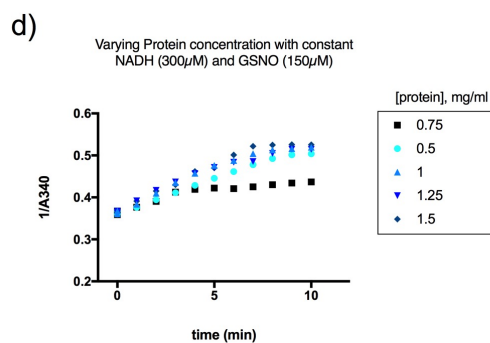 d)
Varying Protein concentration with constant
NADH (300µM) and GSNO (150µM)
[protein], mg/ml
0.75
0.5
1
1.25
1.5
0.6
0.5
0.4
0.3
0.2
1/A340
0
5
10
time (min)